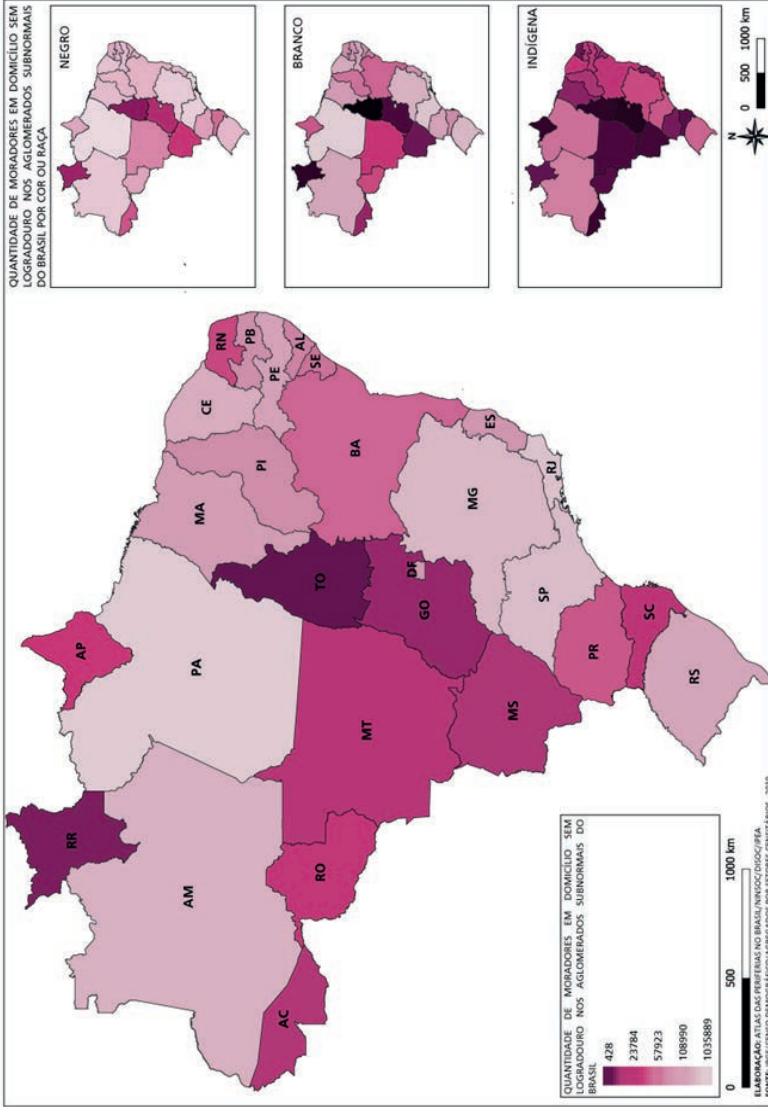 QUANTIDADE DE MORADORES EM DOMICÍLIO SEM
LOGRADOURO NOS AGLOMERADOS SUBNORMAIS
DO BRASIL POR COR OU RAÇA
NEGRO
BRANCO
INDÍGENA
0 500 1000 km
N
RR
AP
AM
PA
MA
CE
RN
PB
PE
AL
SE
PI
BA
TO
AC
RO
MT
GO
DF
MG
ES
RJ
MS
SP
PR
SC
RS
QUANTIDADE DE MORADORES EM DOMICÍLIO SEM
LOGRADOURO NOS AGLOMERADOS SUBNORMAIS DO
BRASIL
428
23784
57923
108990
1035889
0 500 1000 km
ELABORAÇÃO: ATLAS DAS PERIFERIAS NO BRASIL/NINSOC/DISOC/IPEA